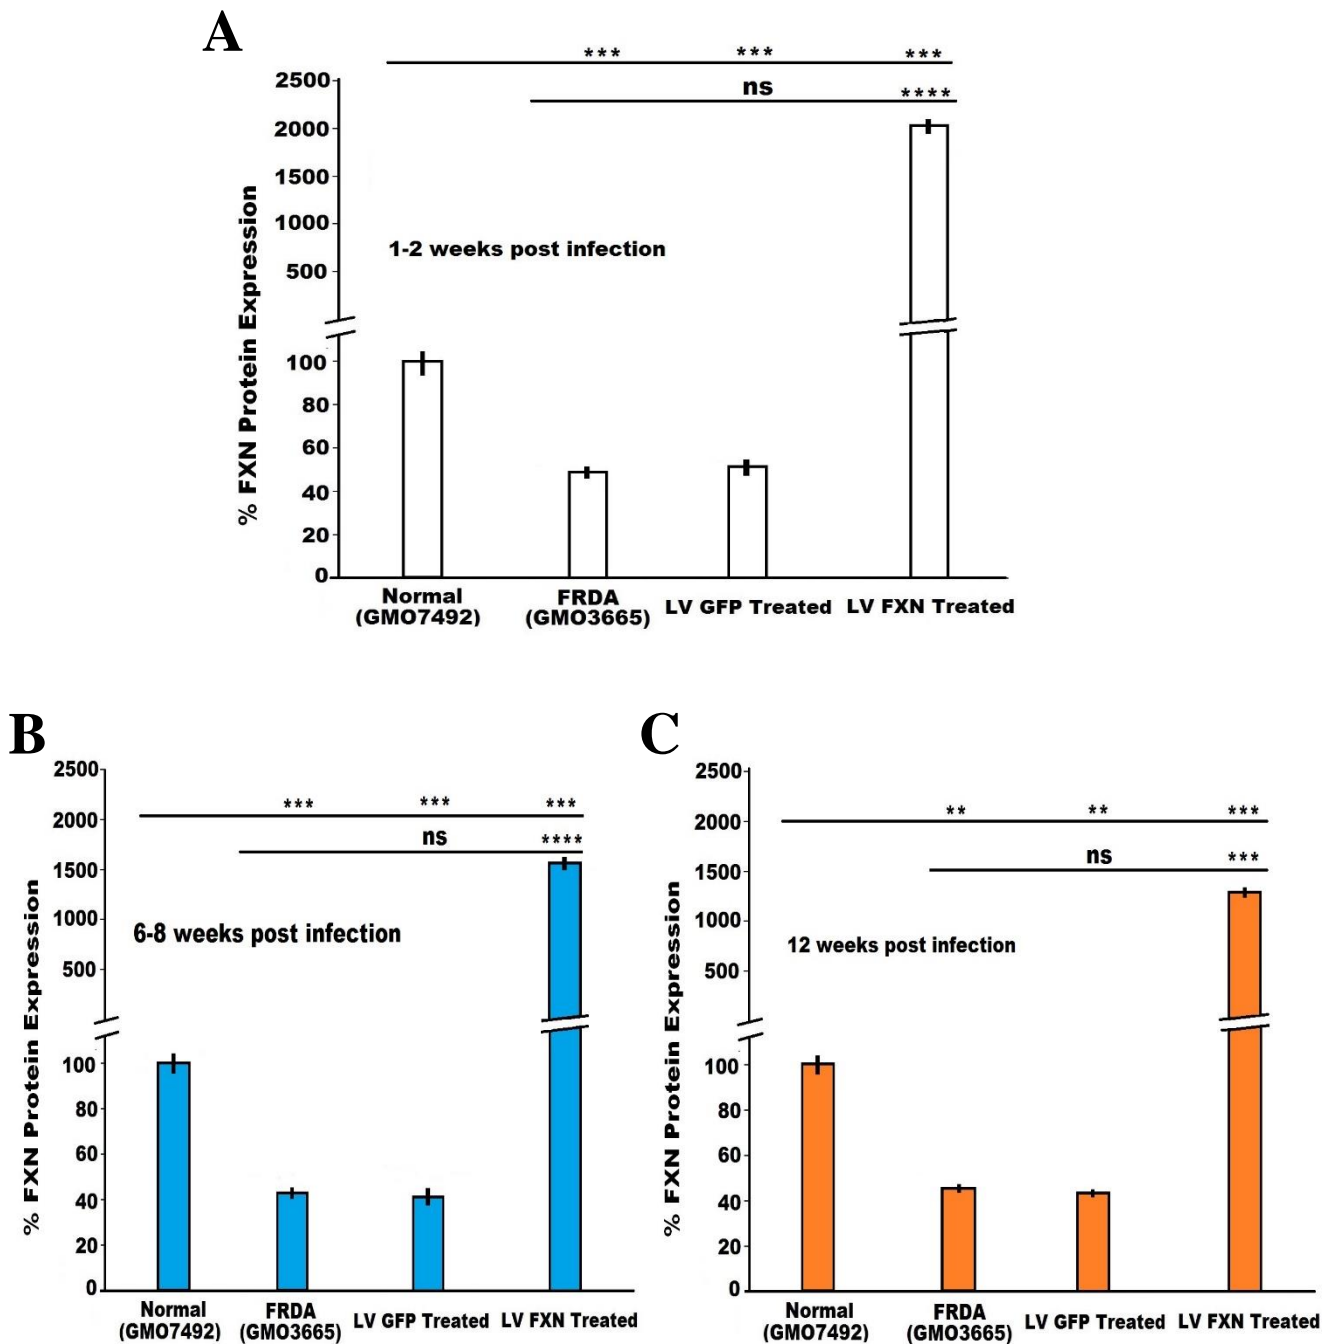 A
*** *** ***
ns ****
2500
2000
1500
1000
500
100
80
60
40
20
0
% FXN Protein Expression
1-2 weeks post infection
Normal
(GMO7492)
FRDA
(GMO3665)
LV GFP Treated
LV FXN Treated
B
2500
2000
1500
1000
500
100
80
60
40
20
0
% FXN Protein Expression
*** *** ***
ns ****
6-8 weeks post infection
Normal
(GMO7492)
FRDA
(GMO3665)
LV GFP Treated
LV FXN Treated
C
2500
2000
1500
1000
500
100
80
60
40
20
0
% FXN Protein Expression
** ** ***
ns ***
12 weeks post infection
Normal
(GMO7492)
FRDA
(GMO3665)
LV GFP Treated
LV FXN Treated